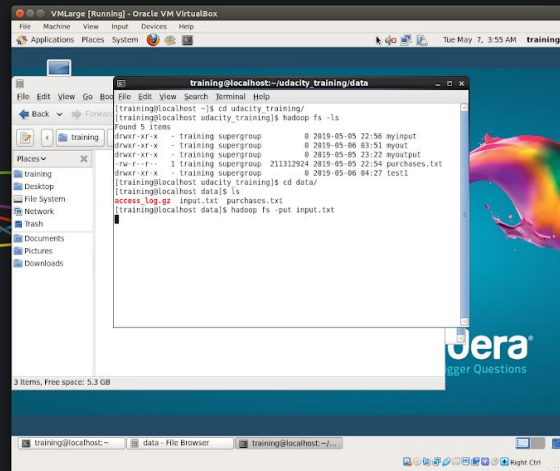 VMLarge [Running] - Oracle VM VirtualBox
File Machine View Input Devices Help
Applications Places System Tue May 7, 3:55 AM training
training@localhost:~/udacity_training/data
File Edit View Go Boo
File Edit View Search Terminal Help
Back Forward
training
Places
training
Desktop
File System
Network
Trash
Documents
Pictures
Downloads
[training@localhost ~]$ cd udacity_training/
[training@localhost udacity_training]$ hadoop fs -ls
Found 5 items
drwxr-xr-x - training supergroup 0 2019-05-05 22:56 myinput
drwxr-xr-x - training supergroup 0 2019-05-06 03:51 myout
drwxr-xr-x - training supergroup 0 2019-05-05 23:22 myoutput
-rw-r--r-- 1 training supergroup 211312924 2019-05-05 22:54 purchases.txt
drwxr-xr-x - training supergroup 0 2019-05-06 04:27 test1
[training@localhost udacity_training]$ cd data/
[training@localhost data]$ ls
access_log.gz input.txt purchases.txt
[training@localhost data]$ hadoop fs -put input.txt
oera
gger Questions
3 items, Free space: 5.3 GB
training@localhost:~
data - File Browser
training@localhost:~/...
Right Ctrl